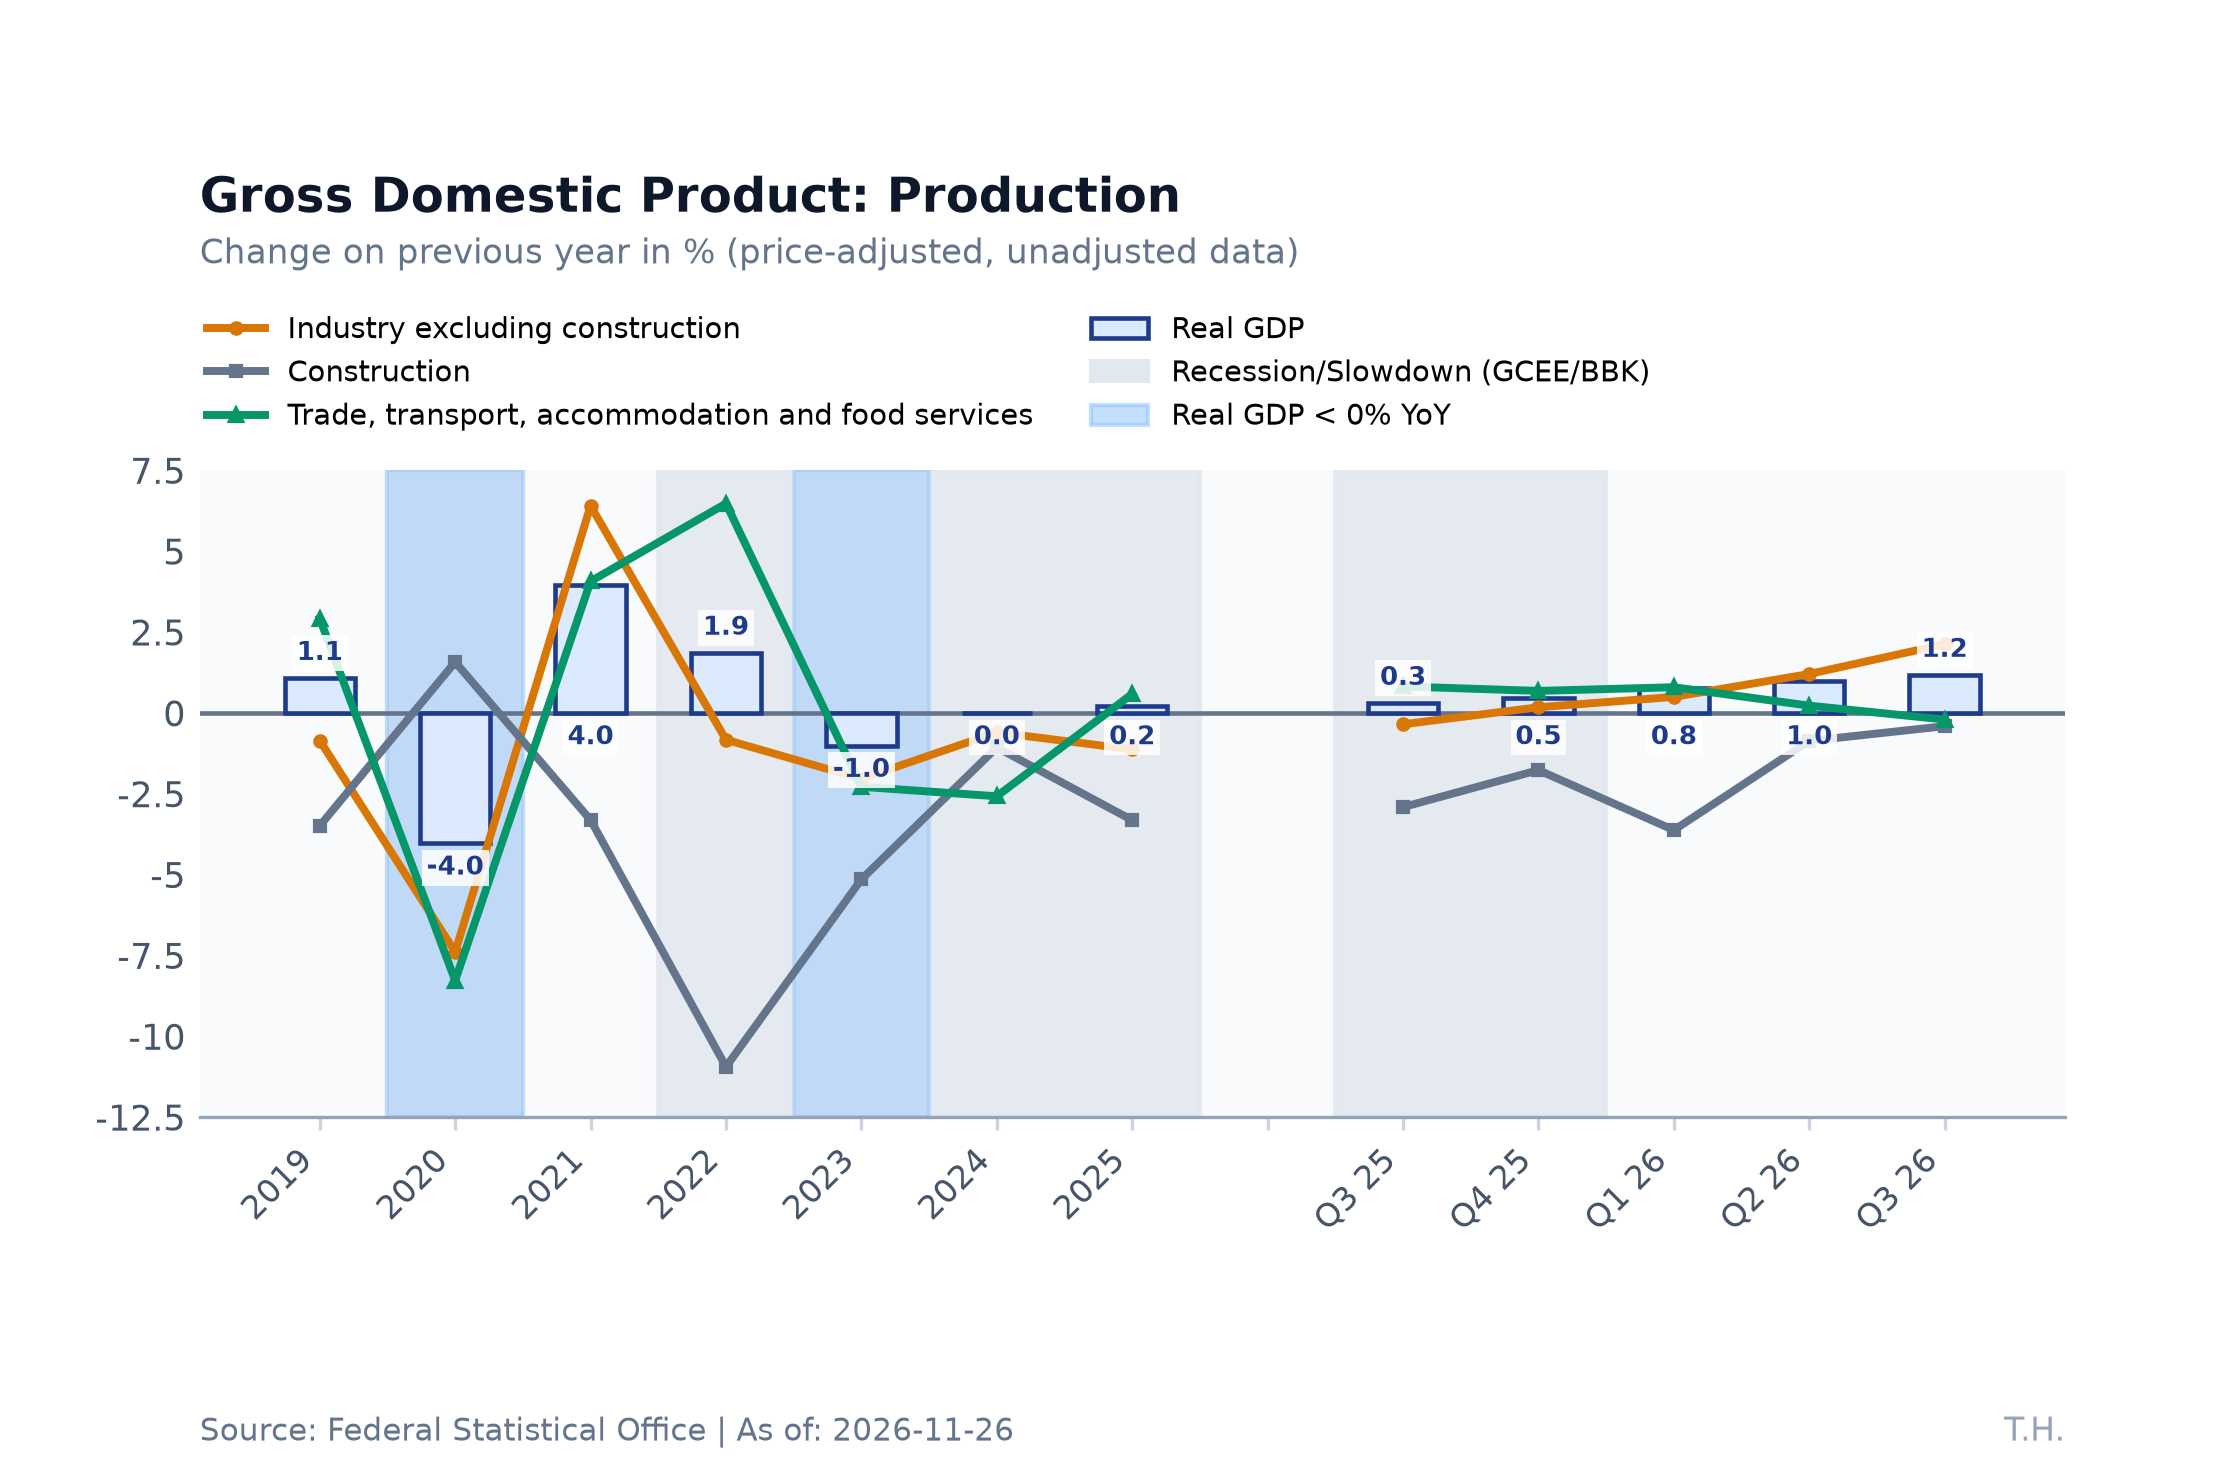 Gross Domestic Product: Production
Change on previous year in % (price-adjusted, unadjusted data)
Industry excluding construction
Construction
Trade, transport, accommodation and food services
Real GDP
Recession/Slowdown (GCEE/BBK)
Real GDP < 0% YoY
7.5
5
2.5
0
-2.5
-5
-7.5
-10
-12.5
1.1
-4.0
4.0
1.9
-1.0
0.0
0.2
0.3
0.5
0.8
1.0
1.2
2019
2020
2021
2022
2023
2024
2025
Q3 25
Q4 25
Q1 26
Q2 26
Q3 26
Source: Federal Statistical Office | As of: 2026-11-26
T.H.